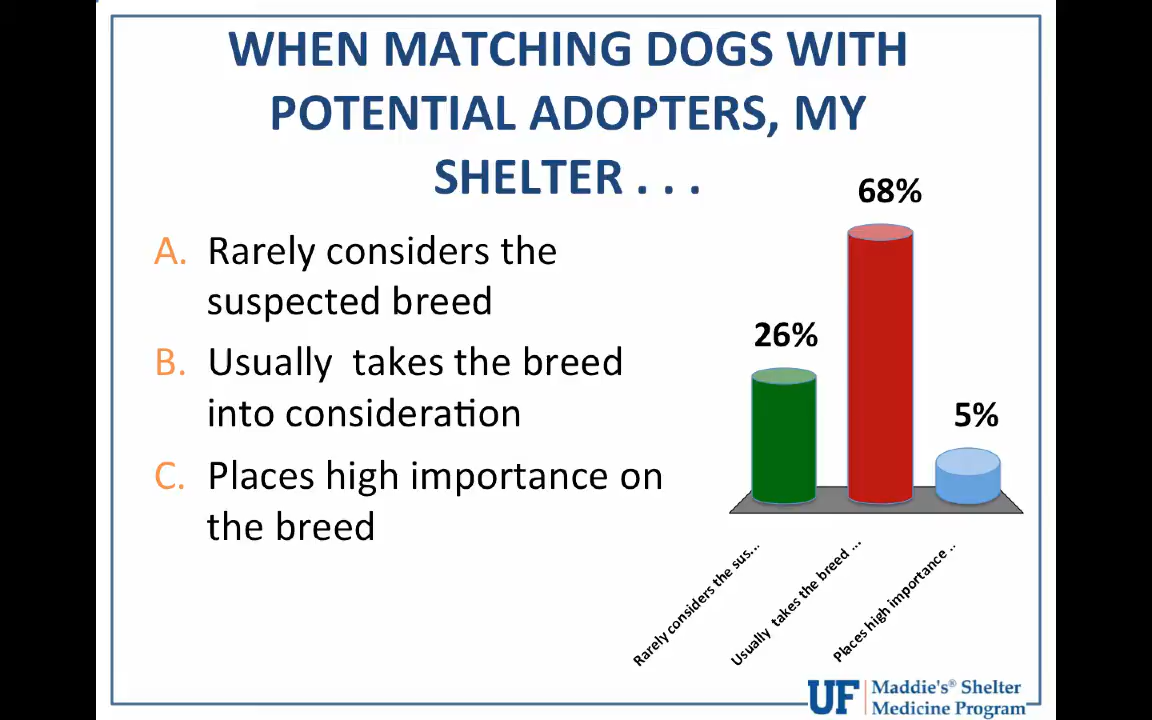 WHEN MATCHING DOGS WITH
POTENTIAL ADOPTERS, MY
SHELTER . . .
A. Rarely considers the
suspected breed
B. Usually  takes the breed
into consideration
C. Places high importance on
the breed
68%
26%
5%
Rarely considers the sus...
Usually takes the breed ...
Places high importance ..
UF
Maddie's® Shelter
Medicine Program